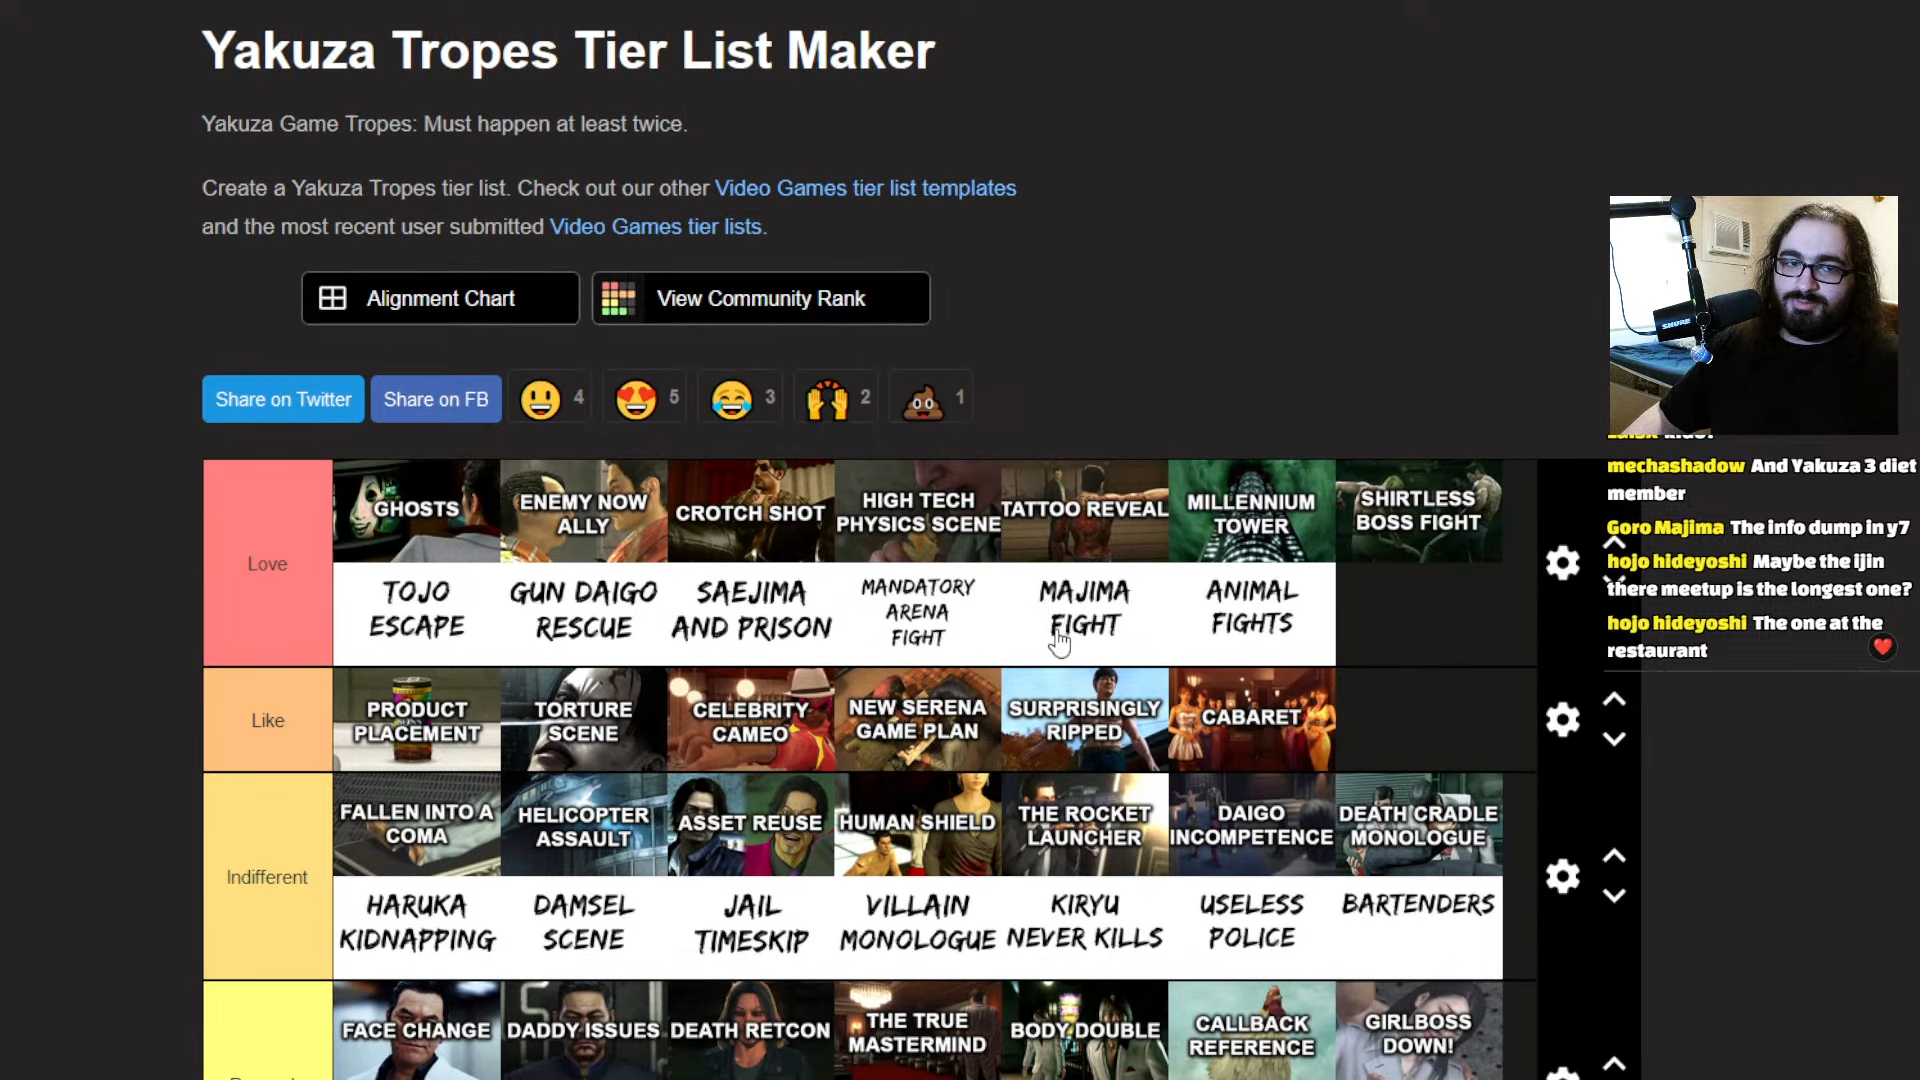 Yakuza Tropes Tier List Maker
Yakuza Game Tropes: Must happen at least twice.
Create a Yakuza Tropes tier list. Check out our other Video Games tier list templates
and the most recent user submitted Video Games tier lists.
Alignment Chart
View Community Rank
Share on Twitter
Share on FB
4
5
3
2
1
Love
GHOSTS
ENEMY NOW
ALLY
CROTCH SHOT
HIGH TECH
PHYSICS SCENE
TATTOO REVEAL
MILLENNIUM
TOWER
SHIRTLESS
BOSS FIGHT
TOJO
ESCAPE
GUN DAIGO
RESCUE
SAEJIMA
AND PRISON
MANDATORY
ARENA
FIGHT
MAJIMA
FIGHT
ANIMAL
FIGHTS
Like
PRODUCT
PLACEMENT
TORTURE
SCENE
CELEBRITY
CAMEO
NEW SERENA
GAME PLAN
SURPRISINGLY
RIPPED
CABARET
Indifferent
FALLEN INTO A
COMA
HELICOPTER
ASSAULT
ASSET REUSE
HUMAN SHIELD
THE ROCKET
LAUNCHER
DAIGO
INCOMPETENCE
DEATH CRADLE
MONOLOGUE
HARUKA
KIDNAPPING
DAMSEL
SCENE
JAIL
TIMESKIP
VILLAIN
MONOLOGUE
KIRYU
NEVER KILLS
USELESS
POLICE
BARTENDERS
FACE CHANGE
DADDY ISSUES
DEATH RETCON
THE TRUE
MASTERMIND
BODY DOUBLE
CALLBACK
REFERENCE
GIRLBOSS
DOWN!
SHURE
mechashadow And Yakuza 3 diet
member
Goro Majima The info dump in y7
hojo hideyoshi Maybe the ijin
there meetup is the longest one?
hojo hideyoshi The one at the
restaurant